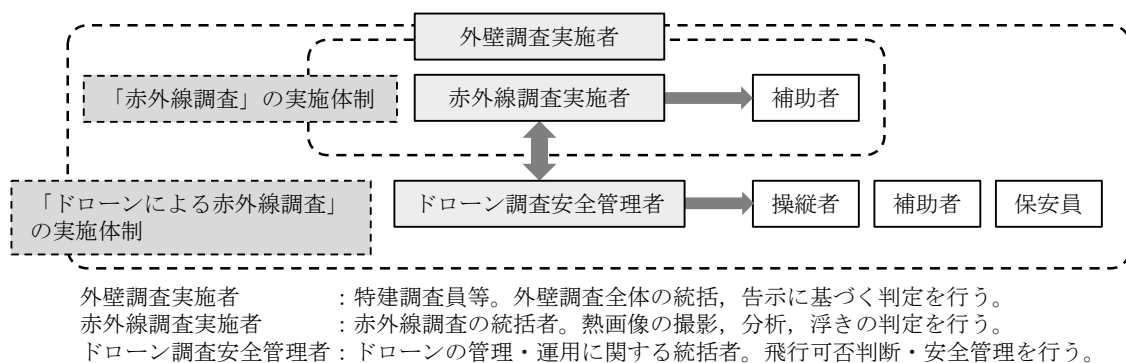 外壁調査実施者
「赤外線調査」の実施体制
赤外線調査実施者
補助者
「ドローンによる赤外線調査」
の実施体制
ドローン調査安全管理者
操縦者
補助者
保安員
外壁調査実施者：特建調査員等。外壁調査全体の統括，告示に基づく判定を行う。
赤外線調査実施者：赤外線調査の統括者。熱画像の撮影，分析，浮きの判定を行う。
ドローン調査安全管理者：ドローンの管理・運用に関する統括者。飛行可否判断・安全管理を行う。